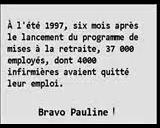 À l'été 1997, six mois après
le lancement du programme de
mises à la retraite, 37 000
employés, dont 4000
infirmières avaient quitté
leur emploi.
Bravo Pauline !